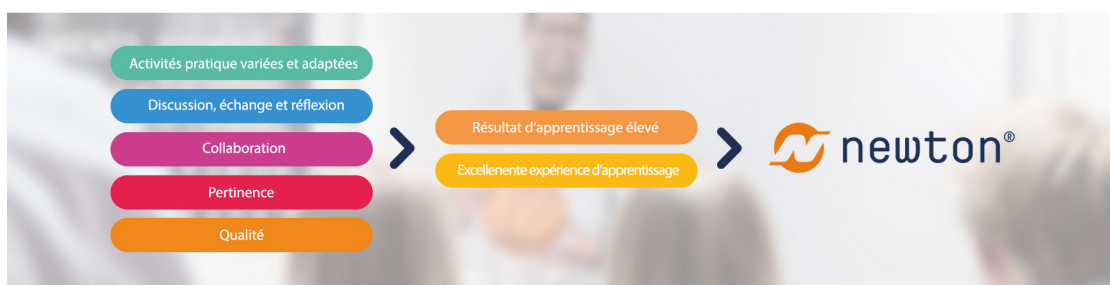 Activités pratique variées et adaptées
Discussion, échange et réflexion
Collaboration
Pertinence
Qualité
Résultat d'apprentissage élevé
Excellenente expérience d'apprentissage
newton®